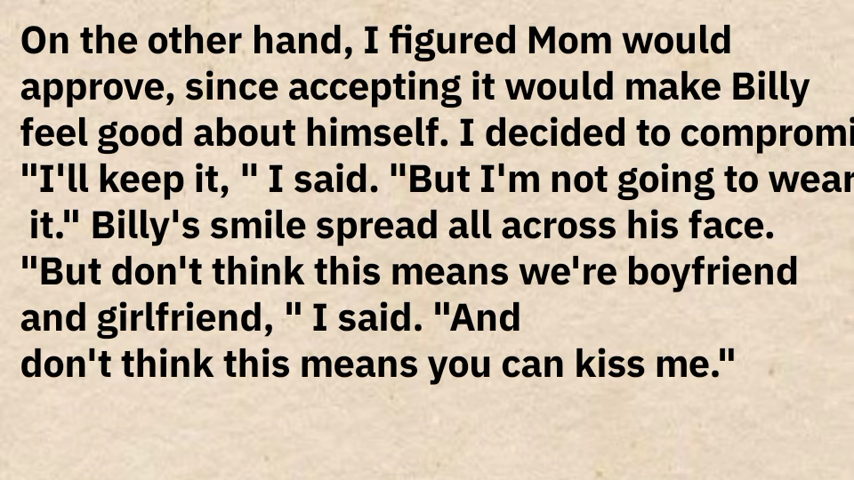 On the other hand, I figured Mom would
approve, since accepting it would make Billy
feel good about himself. I decided to compromi
"I'll keep it, " I said. "But I'm not going to wear
it." Billy's smile spread all across his face.
"But don't think this means we're boyfriend
and girlfriend, " I said. "And
don't think this means you can kiss me."